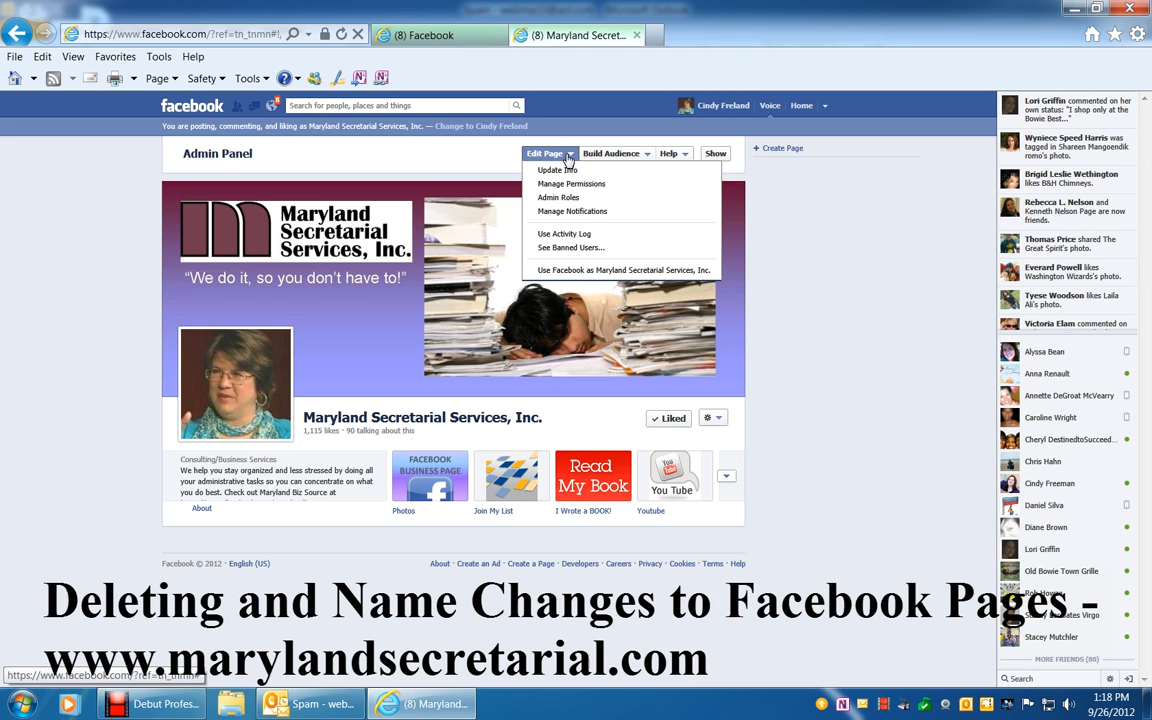 https://www.facebook.com/?ref=tn_tnmn#!,
(8) Facebook
(8) Maryland Secret...
File Edit View Favorites Tools Help
Page Safety Tools
facebook
8
Search for people, places and things
Cindy Freland Voice Home
You are posting, commenting, and liking as Maryland Secretarial Services, Inc. — Change to Cindy Freland
Admin Panel
Edit Page Build Audience Help Show
+ Create Page
Update Info
Manage Permissions
Admin Roles
Manage Notifications
Use Activity Log
See Banned Users...
Use Facebook as Maryland Secretarial Services, Inc.
Maryland
Secretarial
Services, Inc.
“We do it, so you don’t have to!”
Maryland Secretarial Services, Inc.
1,115 likes · 90 talking about this
Liked
Consulting/Business Services
We help you stay organized and less stressed by doing all
your administrative tasks so you can concentrate on what
you do best. Check out Maryland Biz Source at
About
FACEBOOK
BUSINESS PAGE
Photos
Join My List
Read
My Book
I Wrote a BOOK!
You Tube
Youtube
Facebook © 2012 · English (US)
About · Create an Ad · Create a Page · Developers · Careers · Privacy · Cookies · Terms · Help
Lori Griffin commented on her
own status: "I shop only at
the Bowie Best..."
Wyniece Speed Harris was
tagged in Shareen Mangoendik
romo's photo.
Brigid Leslie Wethington
likes B&H Chimneys.
Rebecca L. Nelson and
Kenneth Nelson Page are now
friends.
Thomas Price shared The
Great Spirit's photo.
Everard Powell likes
Washington Wizards's photo.
Tyese Woodson likes Laila
Ali's photo.
Victoria Elam commented on
Alyssa Bean
Anna Renault
Annette DeGroat McVearry
Caroline Wright
Cheryl DestinedtoSucceed...
Chris Hahn
Cindy Freeman
Daniel Silva
Diane Brown
Lori Griffin
Old Bowie Town Grille
Stacey Mutchler
MORE FRIENDS (80)
Search
Deleting and Name Changes to Facebook Pages -
www.marylandsecretarial.com
https://www.facebook.com/?ref=tn_tnmn#
Debut Profes...
Spam - web...
(8) Maryland...
1:18 PM
9/26/2012